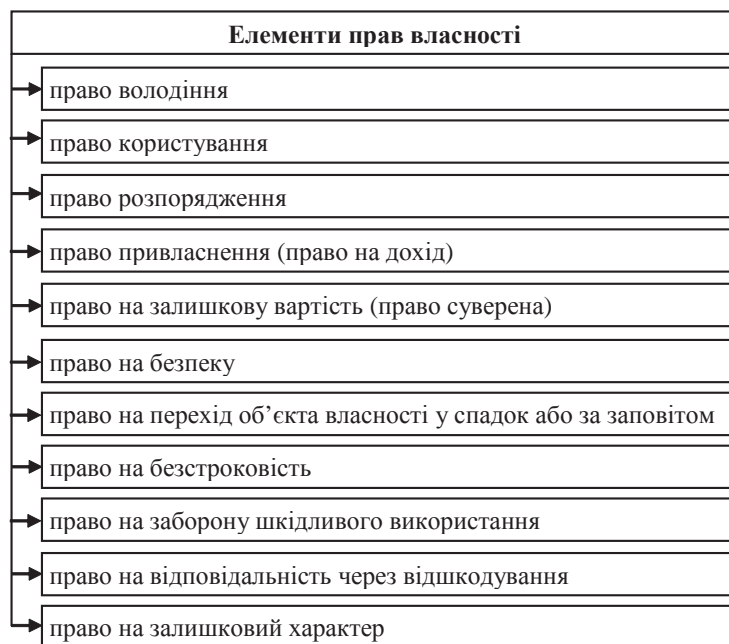 Елементи прав власності
право володіння
право користування
право розпорядження
право привласнення (право на дохід)
право на залишкову вартість (право суверена)
право на безпеку
право на перехід об’єкта власності у спадок або за заповітом
право на безстроковість
право на заборону шкідливого використання
право на відповідальність через відшкодування
право на залишковий характер